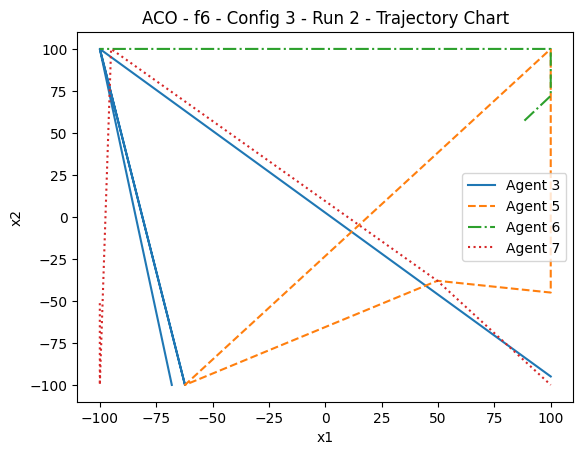 ACO - f6 - Config 3 - Run 2 - Trajectory Chart
100
75
50
25
0
−25
−50
−75
−100
x2
Agent 3
Agent 5
Agent 6
Agent 7
−100 −75 −50 −25 0 25 50 75 100
x1